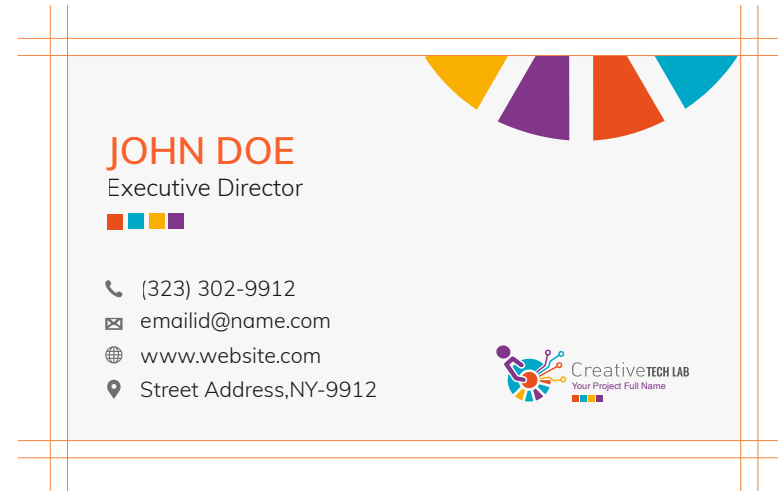 JOHN DOE
Executive Director
(323) 302-9912
emailid@name.com
www.website.com
Street Address,NY-9912
CreativeTECH LAB
Your Project Full Name